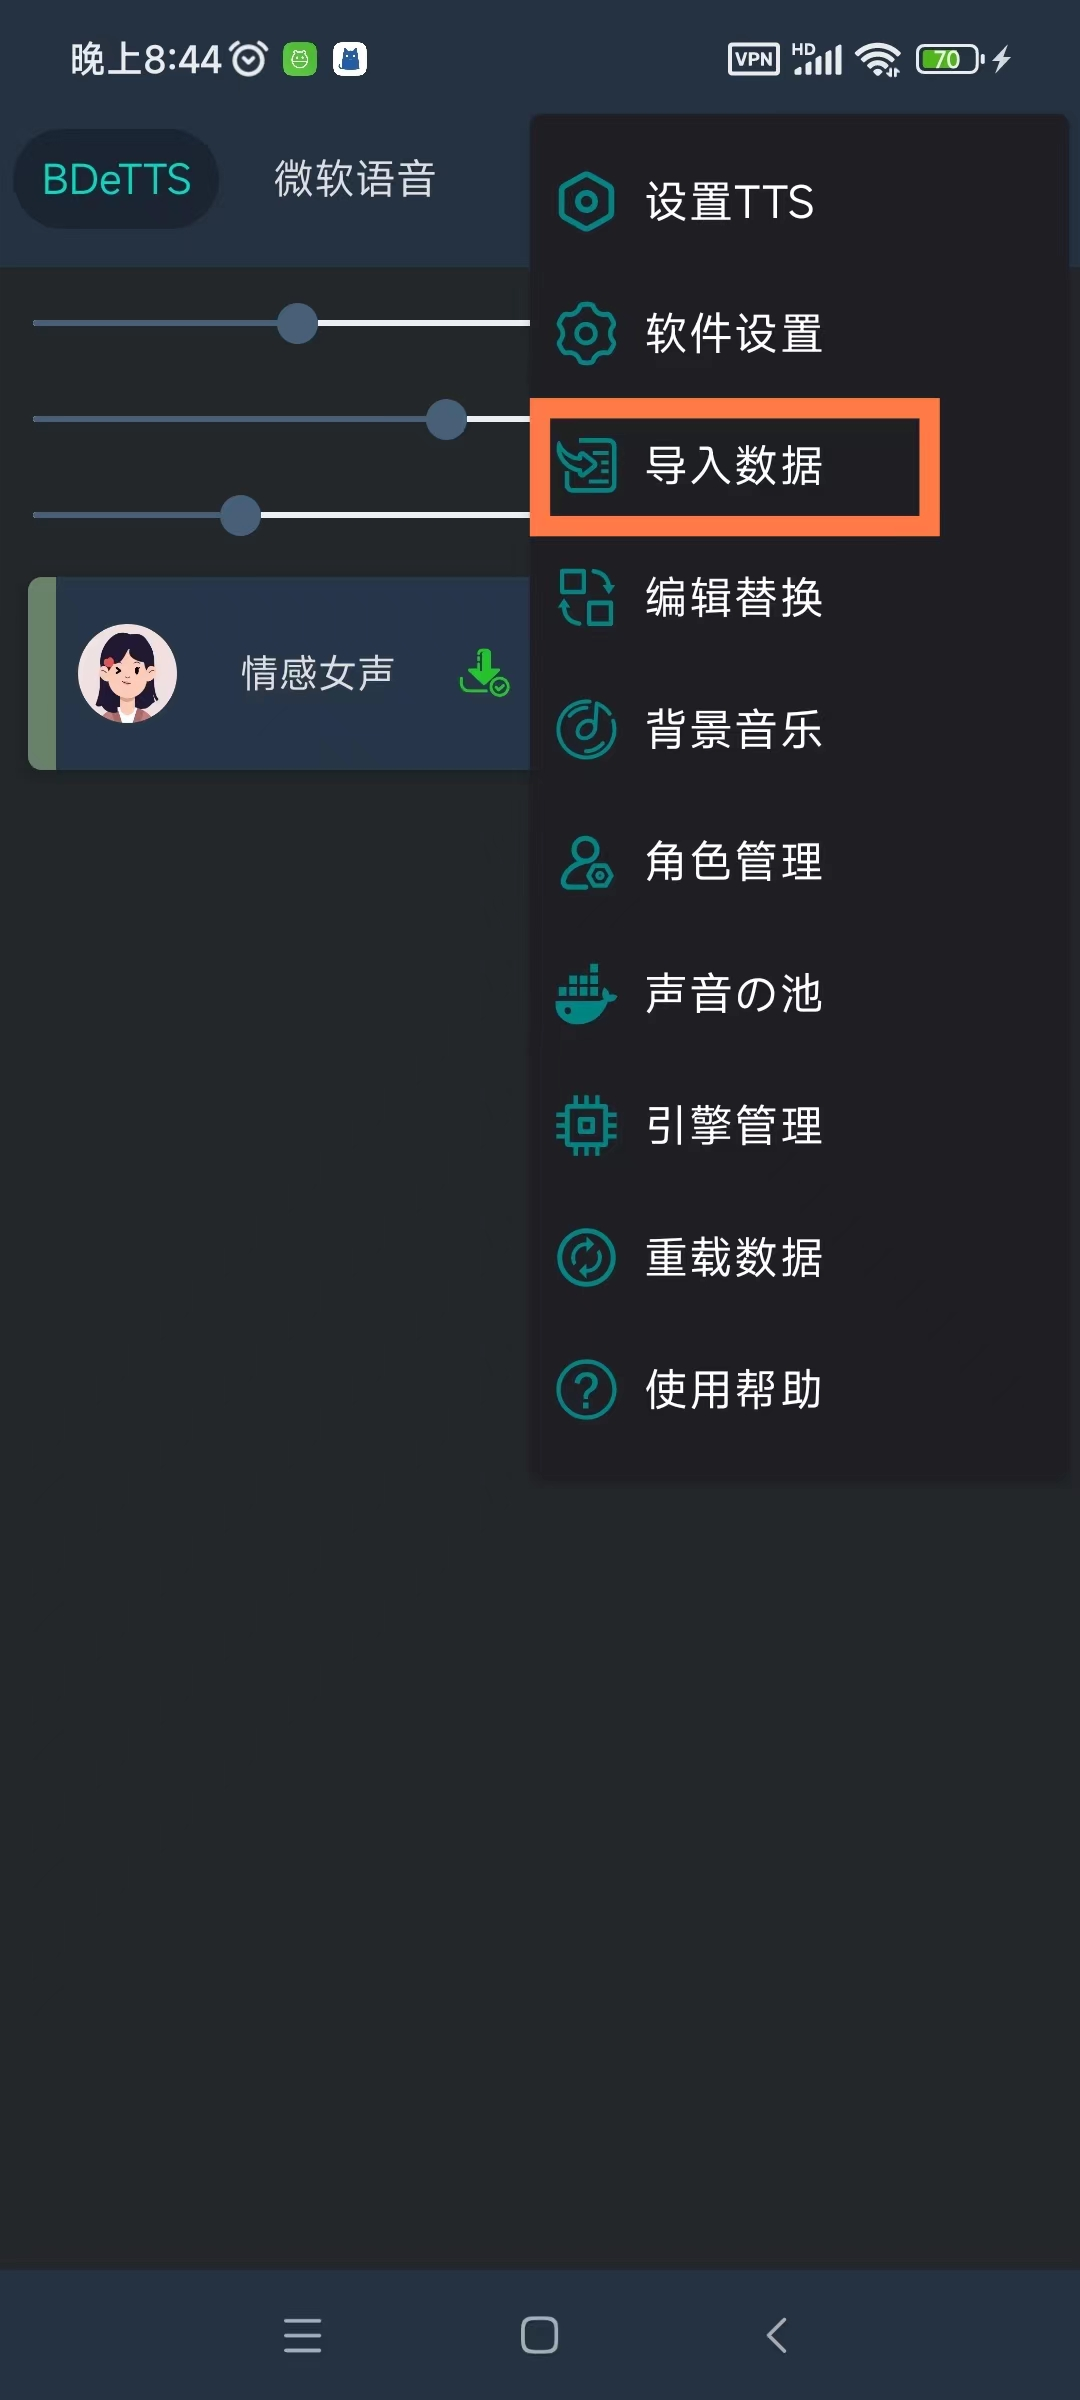 晚上8:44
VPN
HD
70
BDeTTS
微软语音
情感女声
设置TTS
软件设置
导入数据
编辑替换
背景音乐
角色管理
声音の池
引擎管理
重载数据
使用帮助